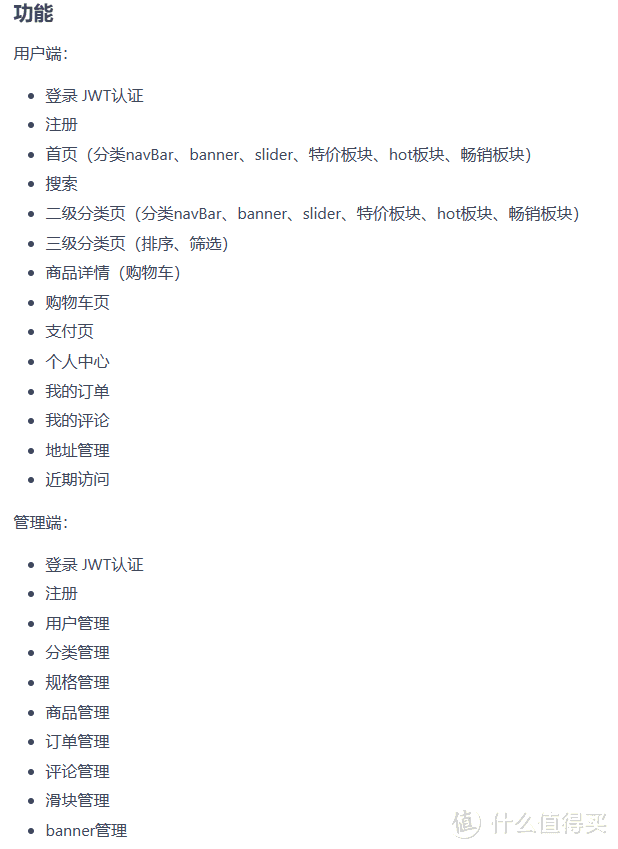 功能
用户端：
登录 JWT认证
注册
首页（分类navBar、banner、slider、特价板块、hot板块、畅销板块）
搜索
二级分类页（分类navBar、banner、slider、特价板块、hot板块、畅销板块）
三级分类页（排序、筛选）
商品详情（购物车）
购物车页
支付页
个人中心
我的订单
我的评论
地址管理
近期访问
管理端：
登录 JWT认证
注册
用户管理
分类管理
规格管理
商品管理
订单管理
评论管理
滑块管理
banner管理
值 什么值得买